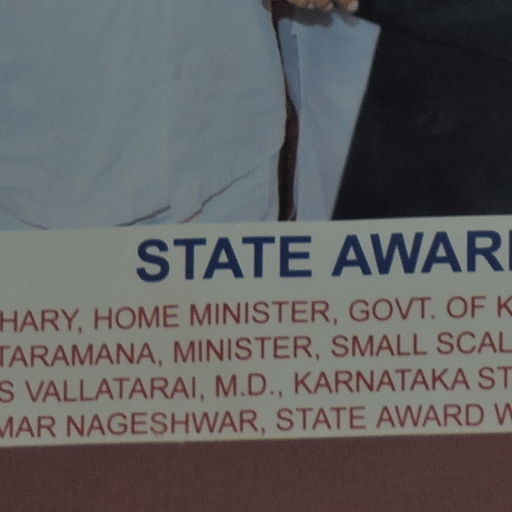 STATE AWAR
HARY, HOME MINISTER, GOVT. OF K
TARAMANA, MINISTER, SMALL SCAL
S VALLATARAI, M.D., KARNATAKA ST
MAR NAGESHWAR, STATE AWARD W